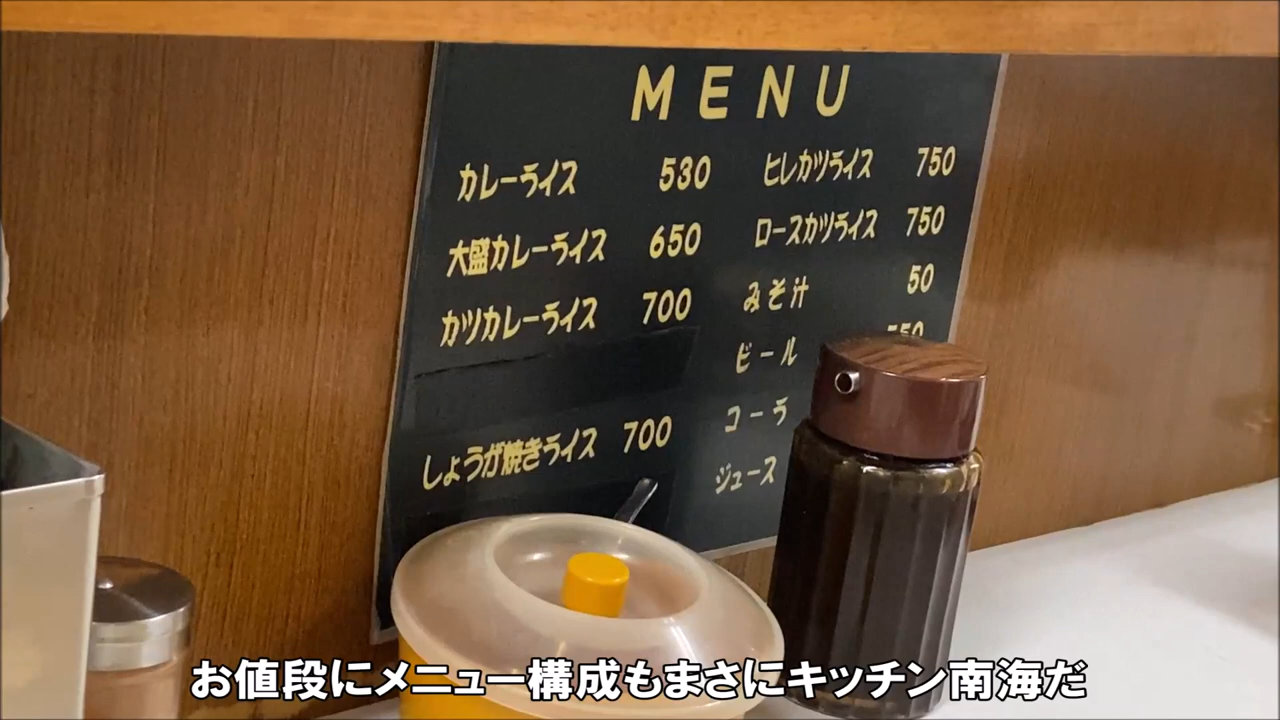 MENU
カレーライス 530
大盛カレーライス 650
カツカレーライス 700
しょうが焼きライス 700
ヒレカツライス 750
ロースカツライス 750
みそ汁 50
ビール
コーラ
ジュース
お値段にメニュー構成もまさにキッチン南海だ